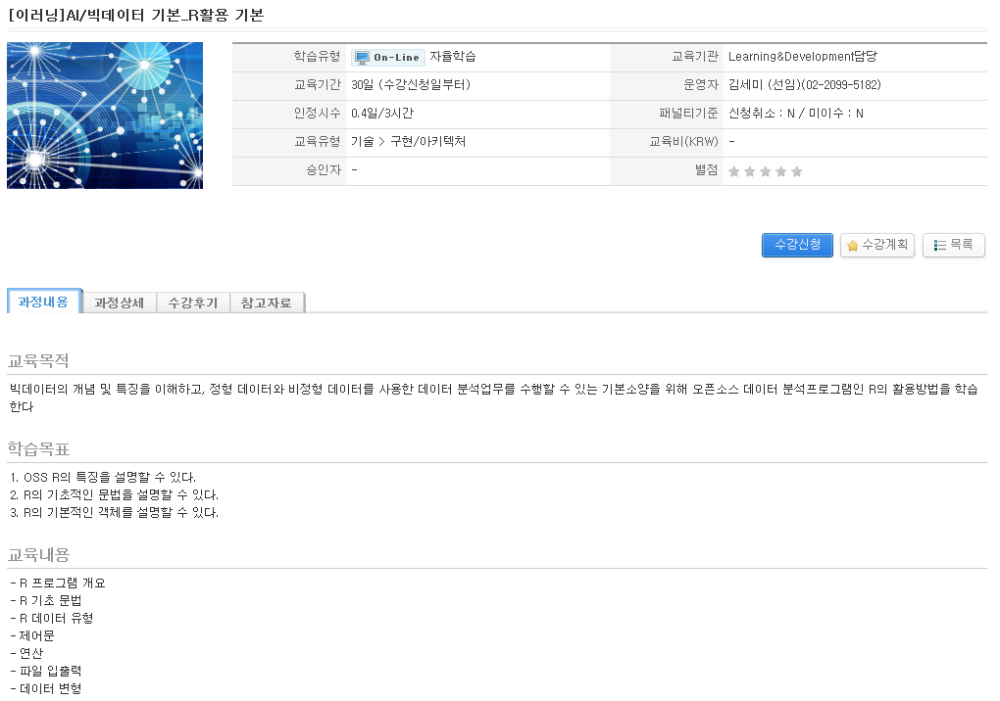 [이러닝]AI/빅데이터 기본_R활용 기본
학습유형 On-Line 자율학습 교육기관 Learning&Development담당
교육기간 30일 (수강신청일부터) 운영자 김세미 (선임)(02-2099-5182)
인정시수 0.4일/3시간 패널티기준 신청취소 : N / 미이수 : N
교육유형 기술 > 구현/아키텍처 교육비(KRW) -
승인자 - 별점
수강신청 수강계획 목록
과정내용 과정상세 수강후기 참고자료
교육목적
빅데이터의 개념 및 특징을 이해하고, 정형 데이터와 비정형 데이터를 사용한 데이터 분석업무를 수행할 수 있는 기본소양을 위해 오픈소스 데이터 분석프로그램인 R의 활용방법을 학습
한다
학습목표
1. OSS R의 특징을 설명할 수 있다.
2. R의 기초적인 문법을 설명할 수 있다.
3. R의 기본적인 객체를 설명할 수 있다.
교육내용
- R 프로그램 개요
- R 기초 문법
- R 데이터 유형
- 제어문
- 연산
- 파일 입출력
- 데이터 변형